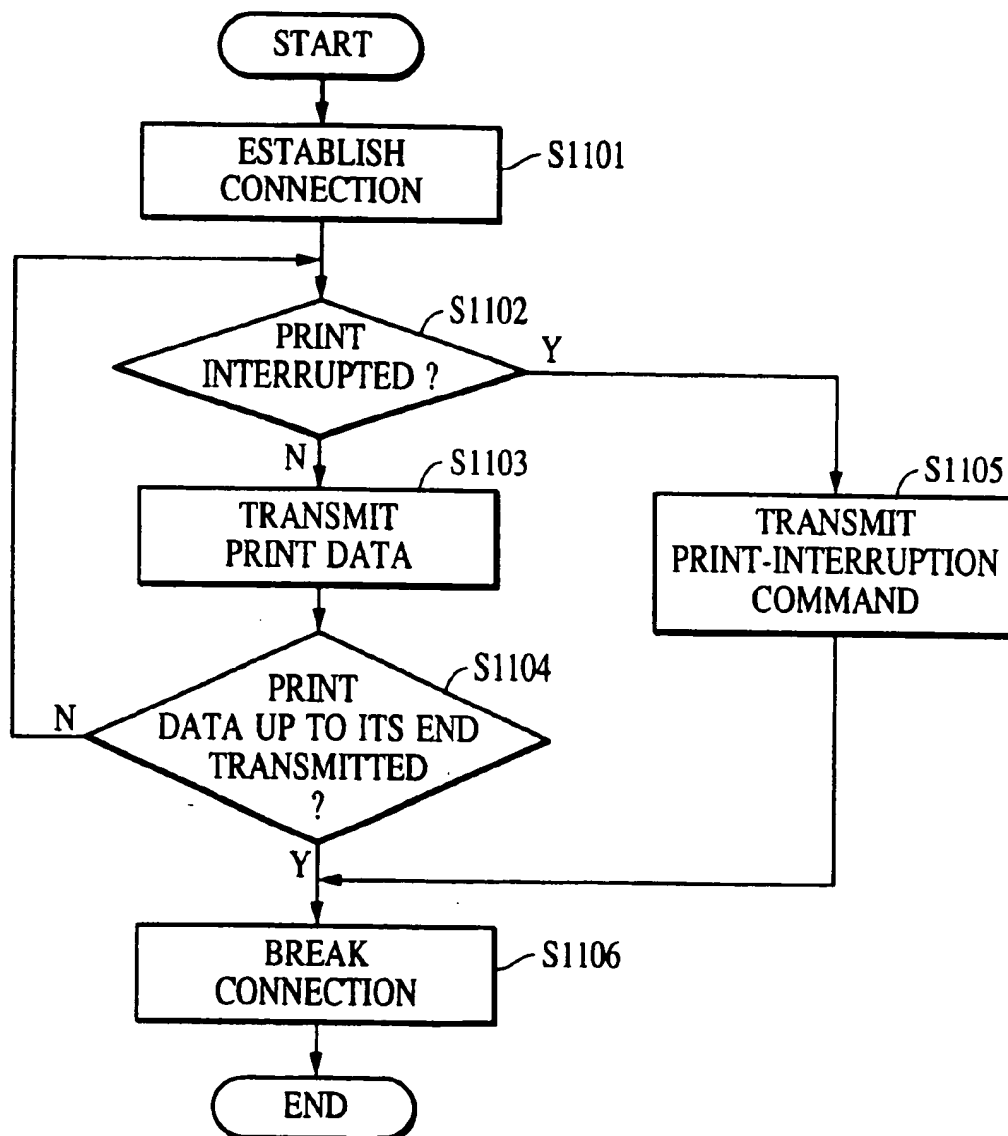 START
ESTABLISH
CONNECTION
S1101
PRINT
INTERRUPTED ?
S1102
Y
N
TRANSMIT
PRINT DATA
S1103
TRANSMIT
PRINT-INTERRUPTION
COMMAND
S1105
PRINT
DATA UP TO ITS END
TRANSMITTED
?
S1104
N
Y
BREAK
CONNECTION
S1106
END